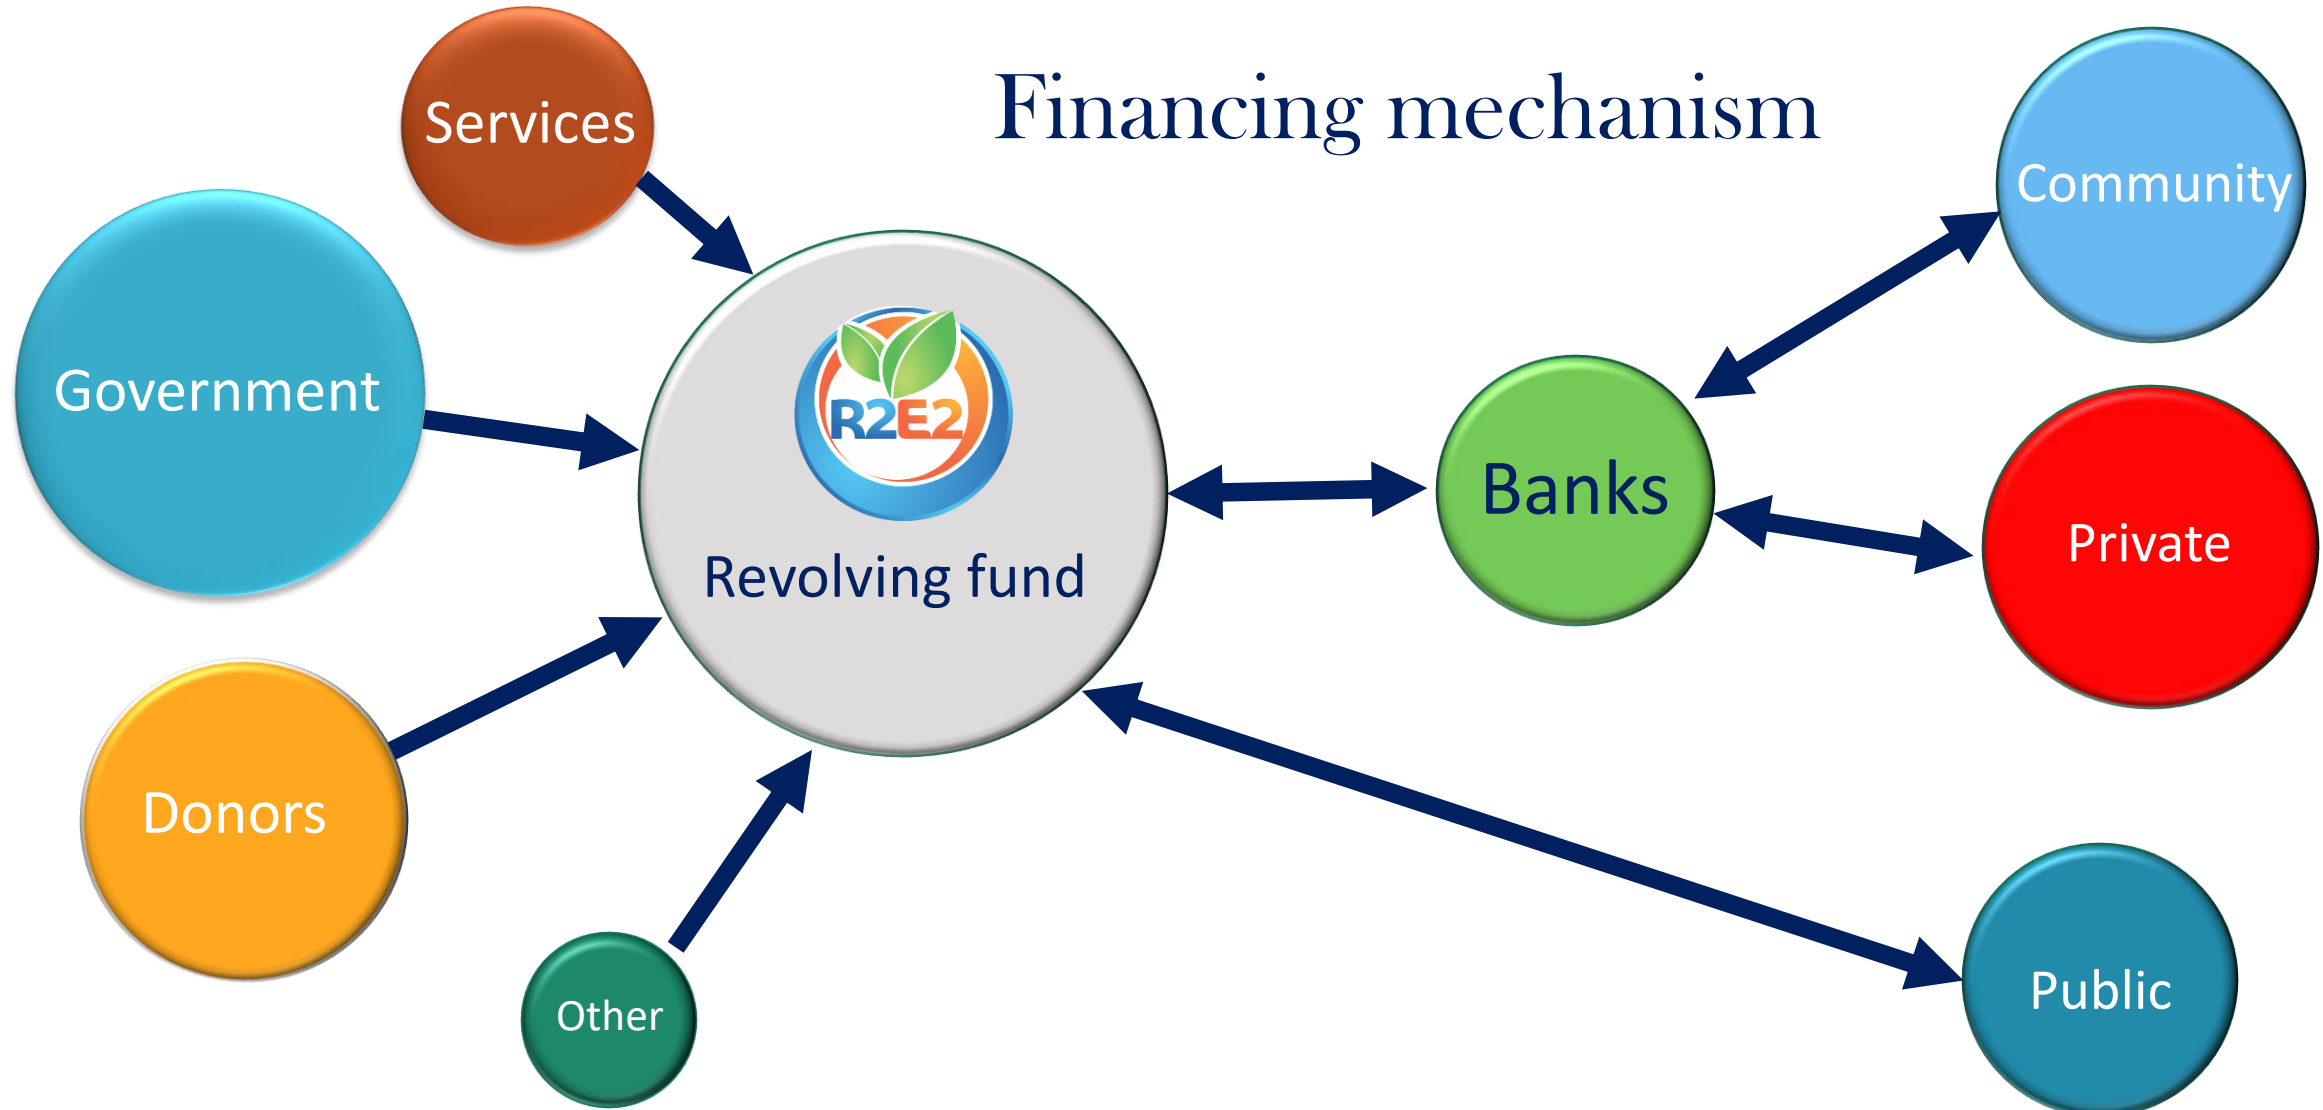 Financing mechanism
Services
Government
Donors
Other
R2E2
Revolving fund
Banks
Community
Private
Public